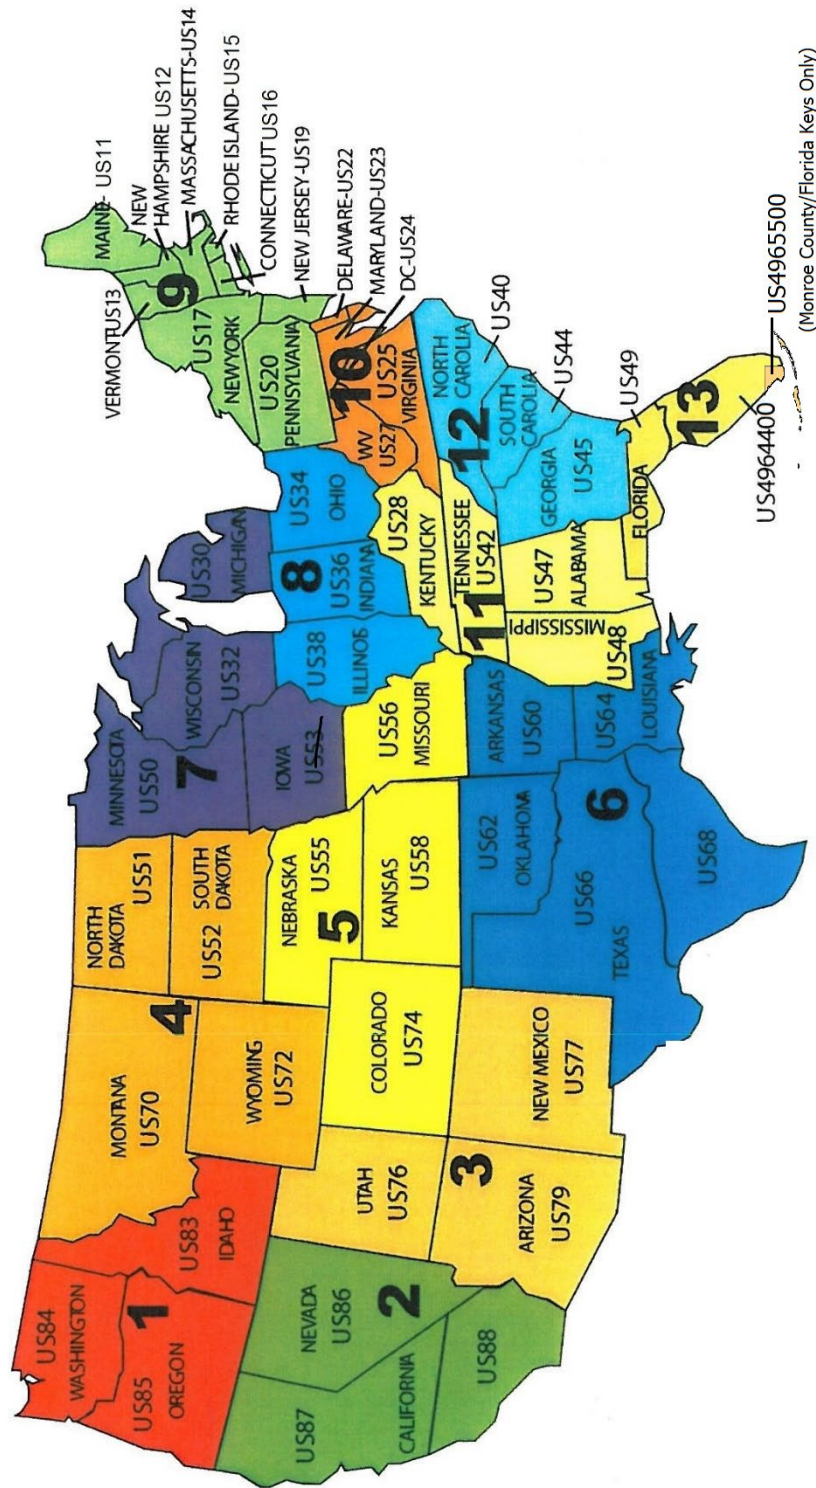 MAINE- US11
NEW
HAMPSHIRE US12
MASSACHUSETTS-US14
RHODE ISLAND- US15
CONNECTICUT US16
VERMONT US13
9
US17
NEWYORK
US20
PENNSYLVANIA
NEW JERSEY-US19
DELAWARE-US22
MARYLAND-US23
DC-US24
10
US25
VIRGINIA
WV
US27
US84
WASHINGTON
1
US85
OREGON
US83
IDAHO
MONTANA
US70
4
NORTH
DAKOTA
US51
US52
SOUTH
DAKOTA
WYOMING
US72
MINNESOTA
US50
7
WISCONSIN
US32
US30
MICHIGAN
IOWA
US53
8
US34
OHIO
US36
INDIANA
US38
ILLINOIS
NEBRASKA
US55
5
KANSAS
US58
COLORADO
US74
US56
MISSOURI
NEVADA
US86
2
US87
CALIFORNIA
US88
UTAH
US76
3
ARIZONA
US79
NEW MEXICO
US77
US62
OKLAHOMA
6
US66
TEXAS
US68
ARKANSAS
US60
US64
LOUISIANA
US28
KENTUCKY
TENNESSEE
US42
11
MISSISSIPPI
US48
US47
ALABAMA
NORTH
CAROLIA
US40
12
SOUTH
CAROLIA
US44
GEORGIA
US45
US49
FLORIDA
13
US4964400
US4965500
(Monroe County/Florida Keys Only)